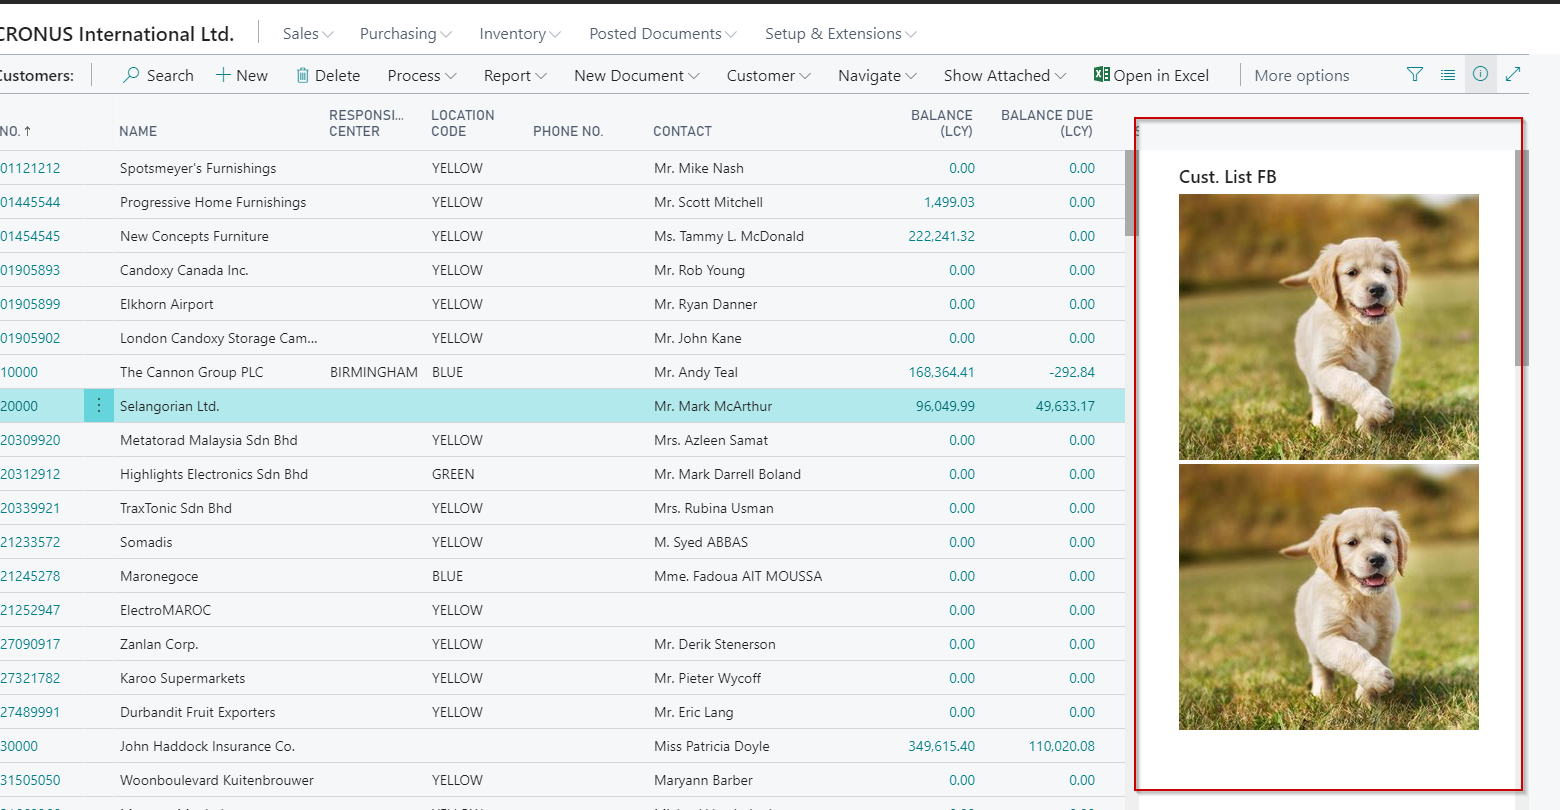 CRONUS International Ltd. Sales Purchasing Inventory Posted Documents Setup & Extensions
Customers: Search New Delete Process Report New Document Customer Navigate Show Attached Open in Excel More options
NO. ↑ NAME RESPONSI... CENTER LOCATION CODE PHONE NO. CONTACT BALANCE (LCY) BALANCE DUE (LCY)
Cust. List FB
01121212 Spotsmeyer's Furnishings YELLOW Mr. Mike Nash 0.00 0.00
01445544 Progressive Home Furnishings YELLOW Mr. Scott Mitchell 1,499.03 0.00
01454545 New Concepts Furniture YELLOW Ms. Tammy L. McDonald 222,241.32 0.00
01905893 Candoxy Canada Inc. YELLOW Mr. Rob Young 0.00 0.00
01905899 Elkhorn Airport YELLOW Mr. Ryan Danner 0.00 0.00
01905902 London Candoxy Storage Cam... YELLOW Mr. John Kane 0.00 0.00
10000 The Cannon Group PLC BIRMINGHAM BLUE Mr. Andy Teal 168,364.41 -292.84
20000 Selangorian Ltd. Mr. Mark McArthur 96,049.99 49,633.17
20309920 Metatorad Malaysia Sdn Bhd YELLOW Mrs. Azleen Samat 0.00 0.00
20312912 Highlights Electronics Sdn Bhd GREEN Mr. Mark Darrell Boland 0.00 0.00
20339921 TraxTonic Sdn Bhd YELLOW Mrs. Rubina Usman 0.00 0.00
21233572 Somadis YELLOW M. Syed ABBAS 0.00 0.00
21245278 Maronegoce BLUE Mme. Fadoua AIT MOUSSA 0.00 0.00
21252947 ElectroMAROC YELLOW 0.00 0.00
27090917 Zanlan Corp. YELLOW Mr. Derik Stenerson 0.00 0.00
27321782 Karoo Supermarkets YELLOW Mr. Pieter Wycoff 0.00 0.00
27489991 Durbandit Fruit Exporters YELLOW Mr. Eric Lang 0.00 0.00
30000 John Haddock Insurance Co. Miss Patricia Doyle 349,615.40 110,020.08
31505050 Woonboulevard Kuitenbrouwer YELLOW Maryann Barber 0.00 0.00